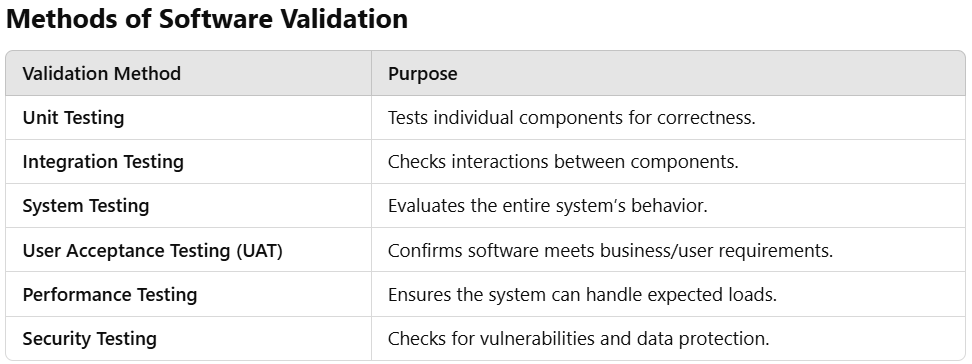 Methods of Software Validation
Validation Method Purpose
Unit Testing Tests individual components for correctness.
Integration Testing Checks interactions between components.
System Testing Evaluates the entire system's behavior.
User Acceptance Testing (UAT) Confirms software meets business/user requirements.
Performance Testing Ensures the system can handle expected loads.
Security Testing Checks for vulnerabilities and data protection.